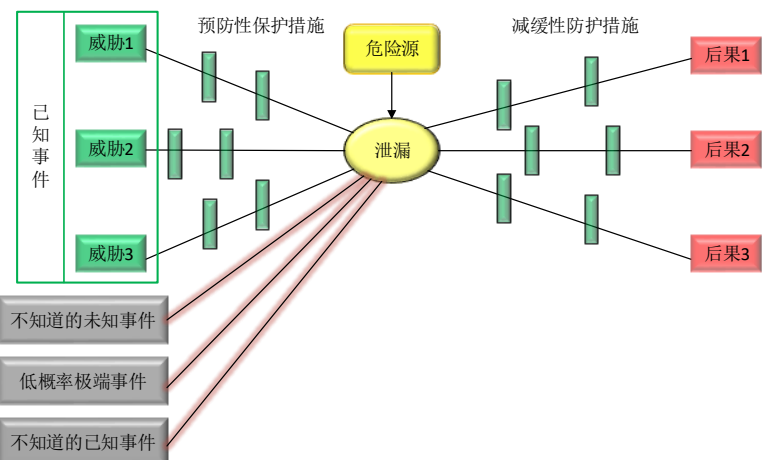 预防性保护措施
减缓性防护措施
危险源
威胁1
威胁2
威胁3
已知事件
泄漏
后果1
后果2
后果3
不知道的未知事件
低概率极端事件
不知道的已知事件